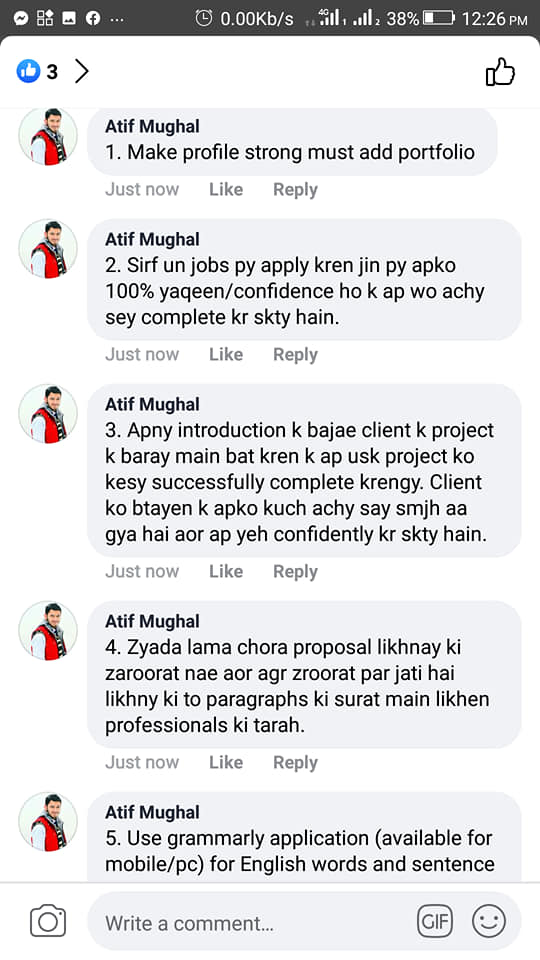 0.00Kb/s 4G 1 2 38% 12:26 PM
3
Atif Mughal
1. Make profile strong must add portfolio
Just now Like Reply
Atif Mughal
2. Sirf un jobs py apply kren jin py apko
100% yaqeen/confidence ho k ap wo achy
sey complete kr skty hain.
Just now Like Reply
Atif Mughal
3. Apny introduction k bajae client k project
k baray main bat kren k ap usk project ko
kesy successfully complete krengy. Client
ko btayen k apko kuch achy say smjh aa
gya hai aor ap yeh confidently kr skty hain.
Just now Like Reply
Atif Mughal
4. Zyada lama chora proposal likhnay ki
zaroorat nae aor agr zroorat par jati hai
likhny ki to paragraphs ki surat main likhen
professionals ki tarah.
Just now Like Reply
Atif Mughal
5. Use grammarly application (available for
mobile/pc) for English words and sentence
Write a comment... GIF